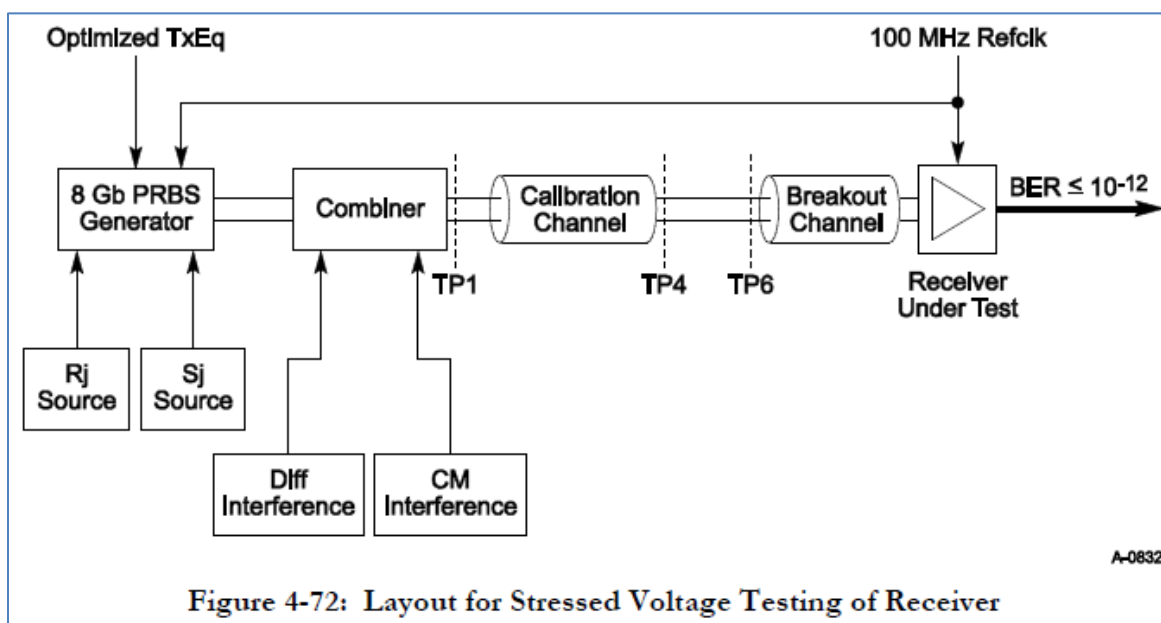 Optimized TxEq
100 MHz Refclk
8 Gb PRBS
Generator
Combiner
Calibration
Channel
Breakout
Channel
BER ≤ 10-12
TP1
TP4
TP6
Receiver
Under Test
Rj
Source
Sj
Source
Diff
Interference
CM
Interference
A-0832
Figure 4-72: Layout for Stressed Voltage Testing of Receiver